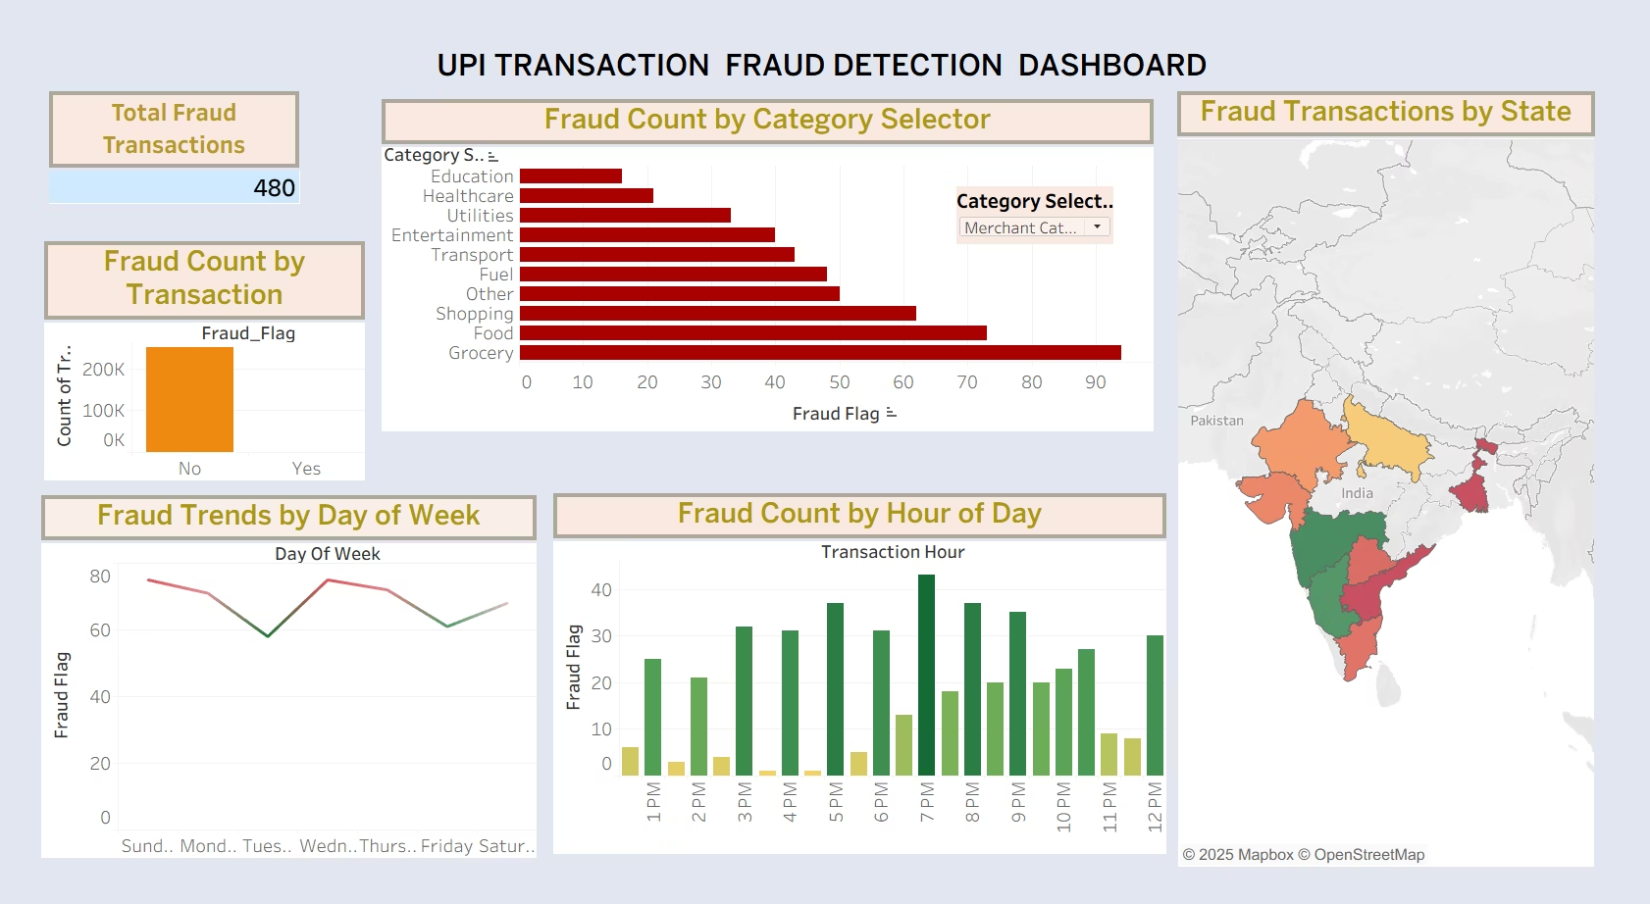 UPI TRANSACTION  FRAUD DETECTION  DASHBOARD
Total Fraud
Transactions
480
Fraud Count by
Transaction
Fraud_Flag
Count of Tr..
200K
100K
0K
No
Yes
Fraud Count by Category Selector
Category S..
Education
Healthcare
Utilities
Entertainment
Transport
Fuel
Other
Shopping
Food
Grocery
0 10 20 30 40 50 60 70 80 90
Fraud Flag
Category Select..
Merchant Cat...
Fraud Transactions by State
Pakistan
India
© 2025 Mapbox © OpenStreetMap
Fraud Trends by Day of Week
Day Of Week
Fraud Flag
80
60
40
20
0
Sund.. Mond.. Tues.. Wedn.. Thurs.. Friday Satur..
Fraud Count by Hour of Day
Transaction Hour
Fraud Flag
40
30
20
10
0
1 PM
2 PM
3 PM
4 PM
5 PM
6 PM
7 PM
8 PM
9 PM
10 PM
11 PM
12 PM